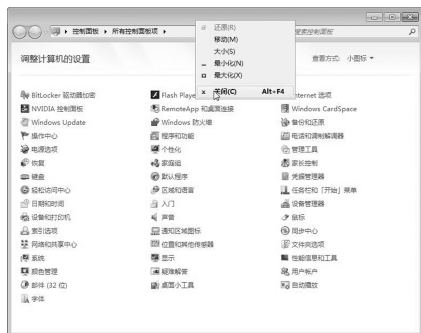 控制面板 ▸ 所有控制面板项 ▸
搜索控制面板
还原(R)
移动(M)
大小(S)
最小化(N)
最大化(X)
关闭(C) Alt+F4
调整计算机的设置
查看方式: 小图标
BitLocker 驱动器加密
Flash Playe
ternet 选项
NVIDIA 控制面板
RemoteApp 和桌面连接
Windows CardSpace
Windows Update
Windows 防火墙
备份和还原
操作中心
程序和功能
电话和调制解调器
电源选项
个性化
管理工具
恢复
家庭组
家长控制
键盘
默认程序
凭据管理器
轻松访问中心
区域和语言
任务栏和「开始」菜单
日期和时间
入门
设备管理器
设备和打印机
声音
鼠标
索引选项
通知区域图标
同步中心
网络和共享中心
位置和其他传感器
文件夹选项
系统
显示
性能信息和工具
颜色管理
疑难解答
用户帐户
邮件 (32 位)
桌面小工具
自动播放
字体